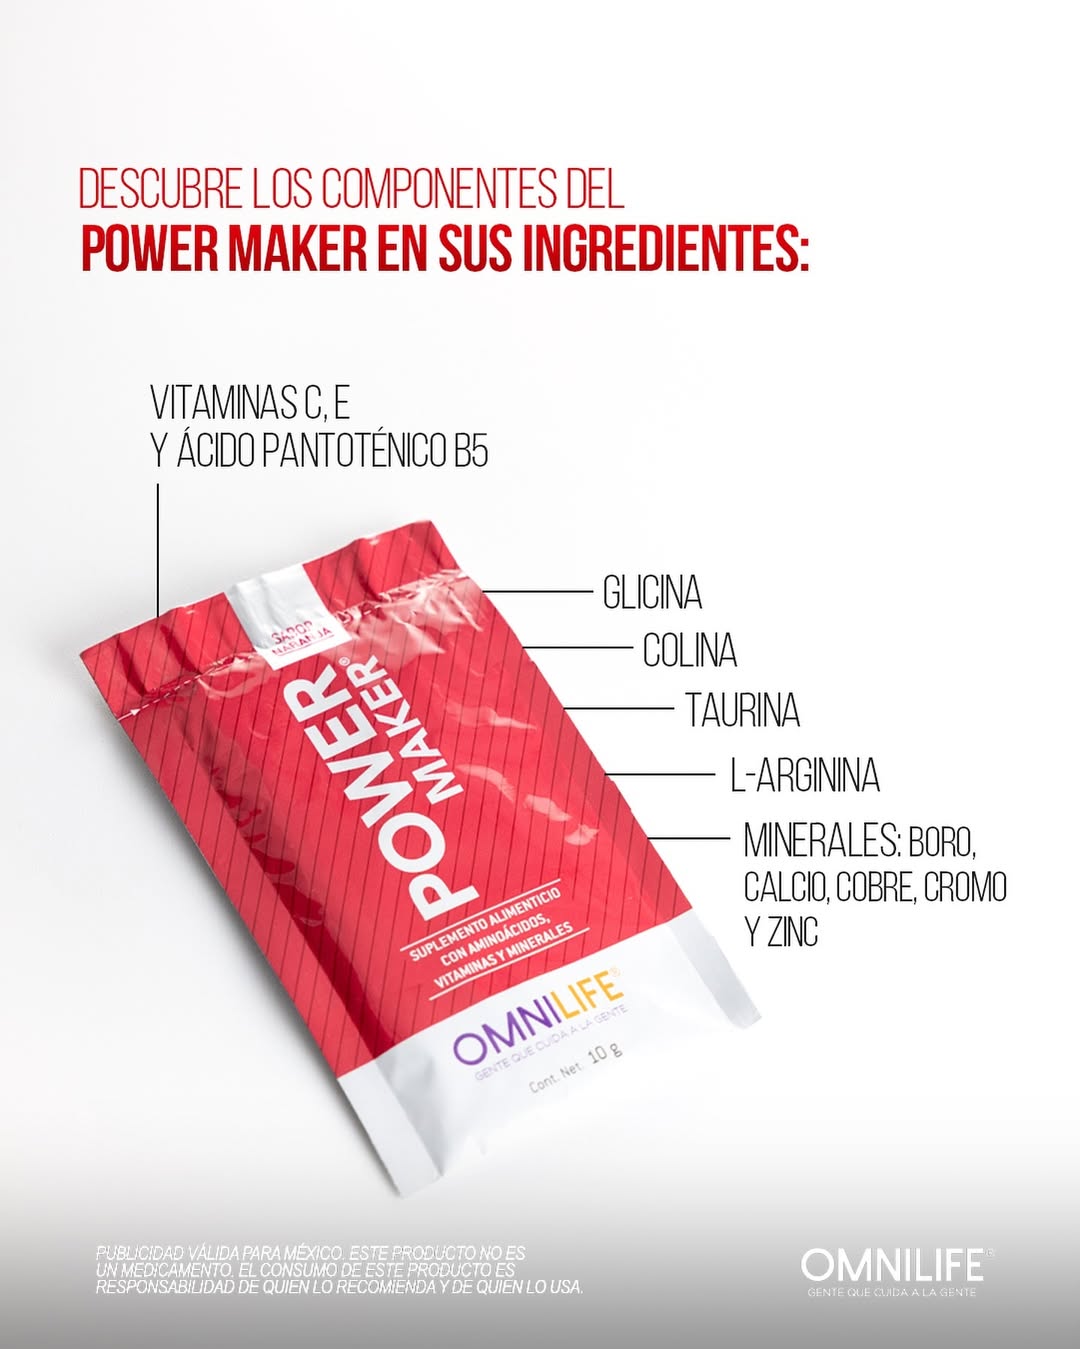 DESCUBRE LOS COMPONENTES DEL
POWER MAKER EN SUS INGREDIENTES:
VITAMINAS C, E
Y ÁCIDO PANTOTÉNICO B5
GLICINA
COLINA
TAURINA
L-ARGININA
MINERALES: BORO,
CALCIO, COBRE, CROMO
Y ZINC
SABOR
NARANJA
POWER
MAKER®
SUPLEMENTO ALIMENTICIO
CON AMINOÁCIDOS,
VITAMINAS Y MINERALES
OMNILIFE®
GENTE QUE CUIDA A LA GENTE
Cont. Net. 10 g
PUBLICIDAD VÁLIDA PARA MÉXICO. ESTE PRODUCTO NO ES
UN MEDICAMENTO. EL CONSUMO DE ESTE PRODUCTO ES
RESPONSABILIDAD DE QUIEN LO RECOMIENDA Y DE QUIEN LO USA.
OMNILIFE®
GENTE QUE CUIDA A LA GENTE